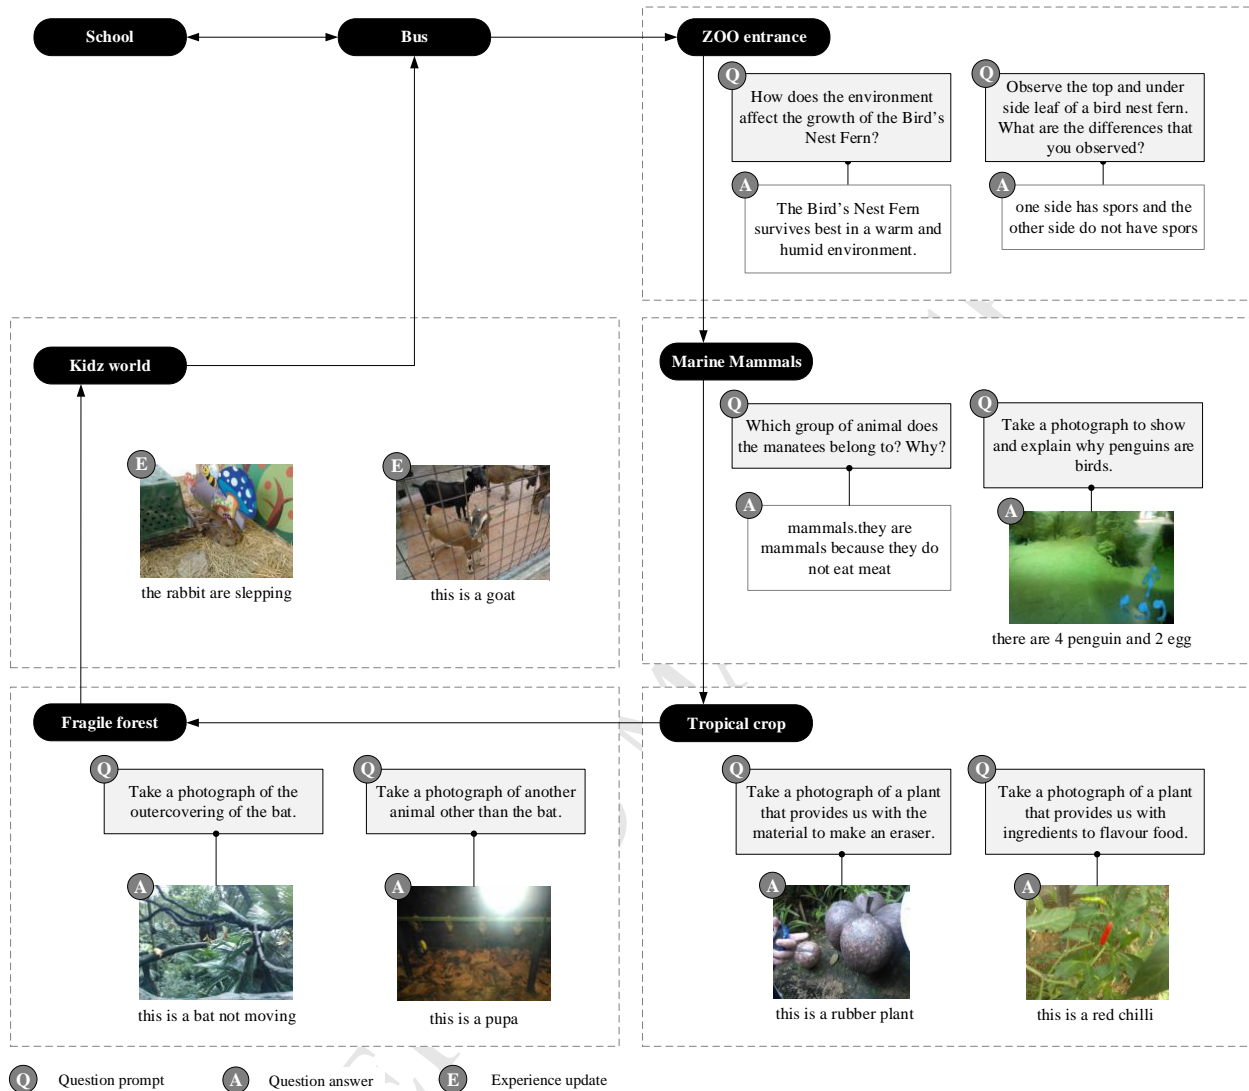 School
Bus
ZOO entrance
Q
How does the environment
affect the growth of the Bird's
Nest Fern?
Q
Observe the top and under
side leaf of a bird nest fern.
What are the differences that
you observed?
A
The Bird's Nest Fern
survives best in a warm and
humid environment.
A
one side has spors and the
other side do not have spors
Kidz world
E
the rabbit are slepping
E
this is a goat
Marine Mammals
Q
Which group of animal does
the manatees belong to? Why?
Q
Take a photograph to show
and explain why penguins are
birds.
A
mammals.they are
mammals because they do
not eat meat
A
there are 4 penguin and 2 egg
Fragile forest
Q
Take a photograph of the
outercovering of the bat.
Q
Take a photograph of another
animal other than the bat.
A
this is a bat not moving
A
this is a pupa
Tropical crop
Q
Take a photograph of a plant
that provides us with the
material to make an eraser.
Q
Take a photograph of a plant
that provides us with
ingredients to flavour food.
A
this is a rubber plant
A
this is a red chilli
Q Question prompt
A Question answer
E Experience update